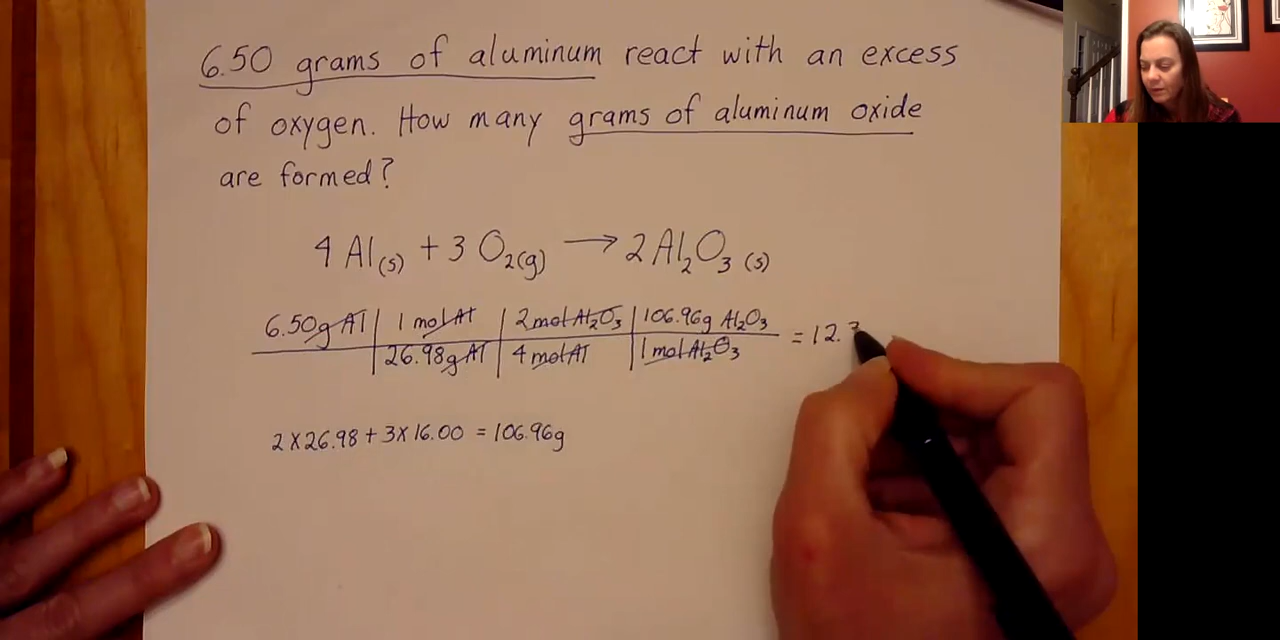 6.50 grams of aluminum react with an excess
of oxygen. How many grams of aluminum oxide
are formed?
4 Al(s) + 3 O2(g) → 2Al2O3 (s)
6.50g Al | 1 mol Al | 2 mol Al2O3 | 106.96g Al2O3 = 12.
26.98g Al | 4 mol Al | 1 mol Al2O3
2 x 26.98 + 3 x 16.00 = 106.96g